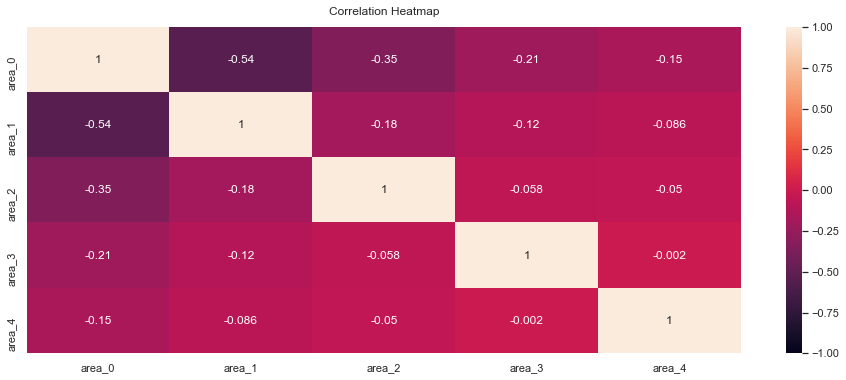 Correlation Heatmap
area_0 1 -0.54 -0.35 -0.21 -0.15
area_1 -0.54 1 -0.18 -0.12 -0.086
area_2 -0.35 -0.18 1 -0.058 -0.05
area_3 -0.21 -0.12 -0.058 1 -0.002
area_4 -0.15 -0.086 -0.05 -0.002 1
area_0 area_1 area_2 area_3 area_4
1.00
0.75
0.50
0.25
0.00
−0.25
−0.50
−0.75
−1.00